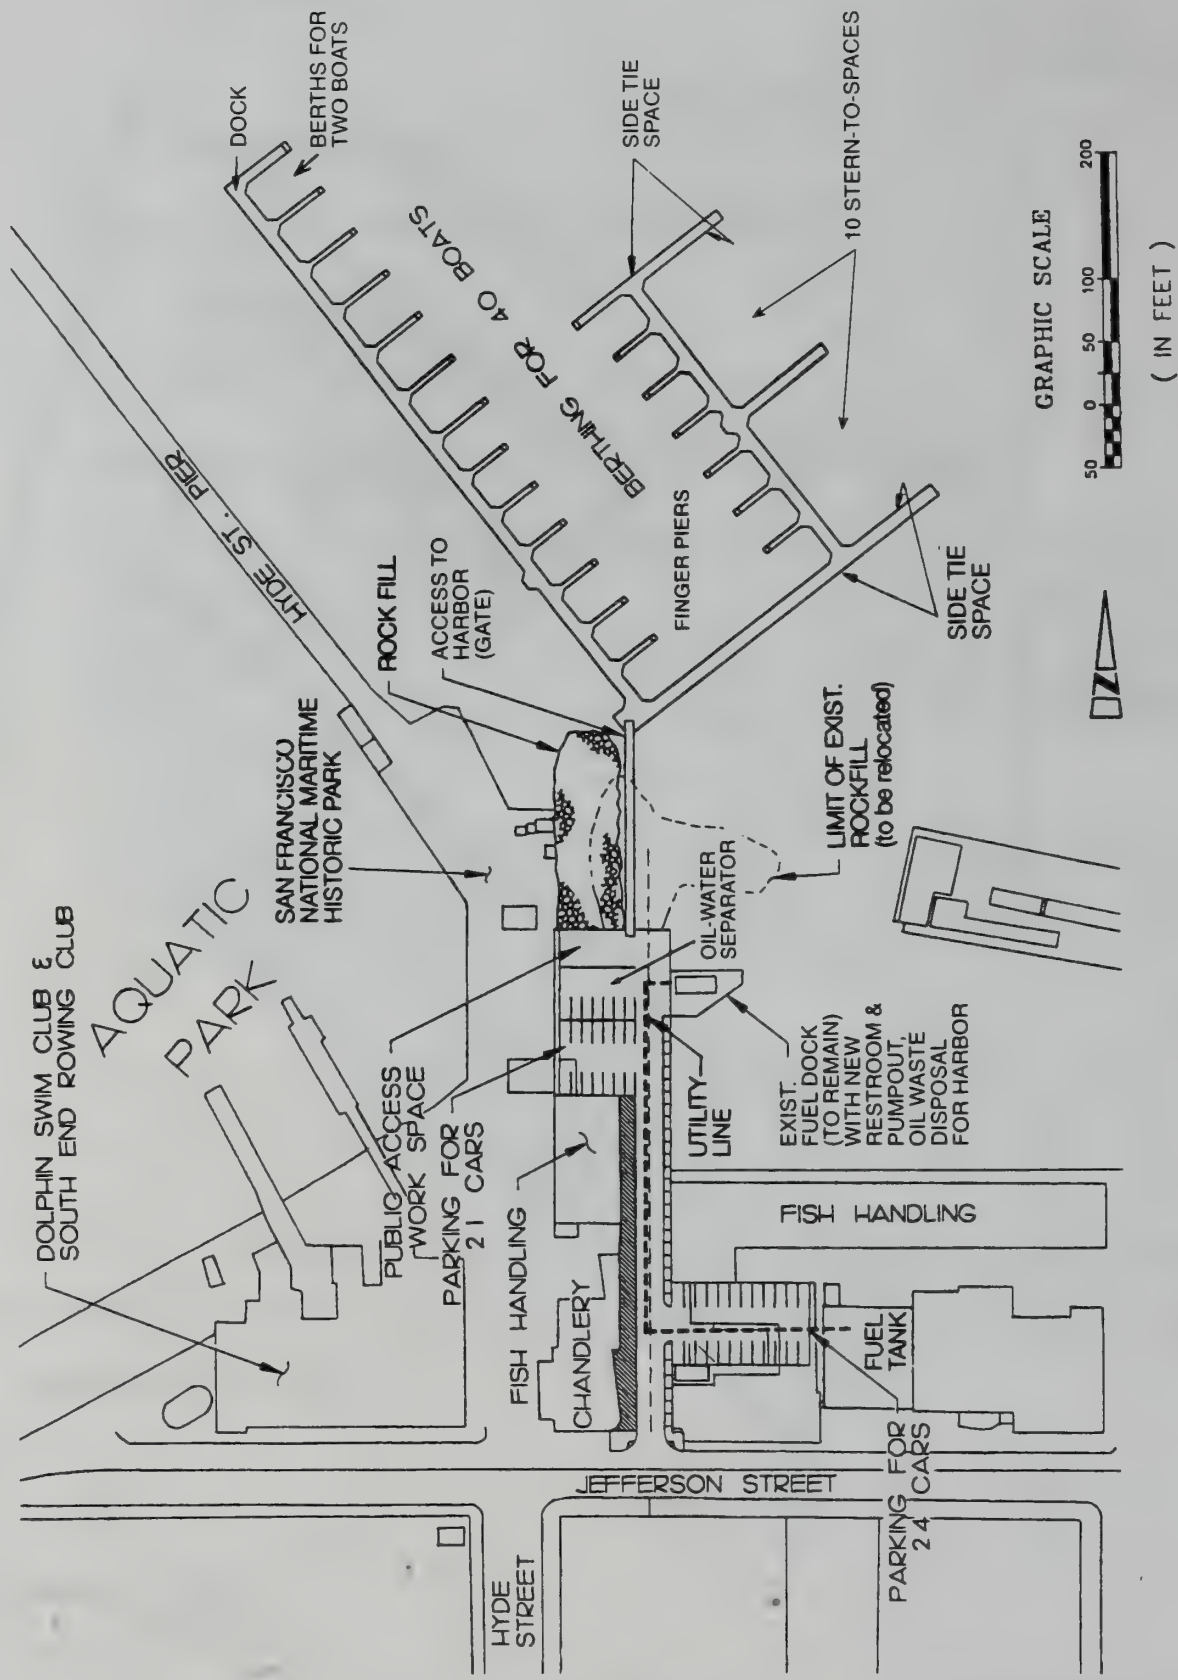 DOLPHIN SWIM CLUB &
SOUTH END ROWING CLUB
AQUATIC
PARK
SAN FRANCISCO
NATIONAL MARITIME
HISTORIC PARK
HYDE ST. PIER
DOCK
BERTHS FOR
TWO BOATS
BERTHING FOR 40 BOATS
SIDE TIE
SPACE
10 STERN-TO-SPACES
ROCK FILL
ACCESS TO
HARBOR
(GATE)
FINGER PIERS
SIDE TIE
SPACE
PUBLIC ACCESS
WORK SPACE
PARKING FOR
21 CARS
FISH HANDLING
CHANDLERY
OIL-WATER
SEPARATOR
LIMIT OF EXIST.
ROCKFILL
(to be relocated)
UTILITY
LINE
EXIST.
FUEL DOCK
(TO REMAIN)
WITH NEW
RESTROOM &
PUMPOUT,
OIL WASTE
DISPOSAL
FOR HARBOR
FISH HANDLING
FUEL
TANK
PARKING FOR
24 CARS
JEFFERSON STREET
HYDE
STREET
N
GRAPHIC SCALE
50 0 50 100 200
( IN FEET )